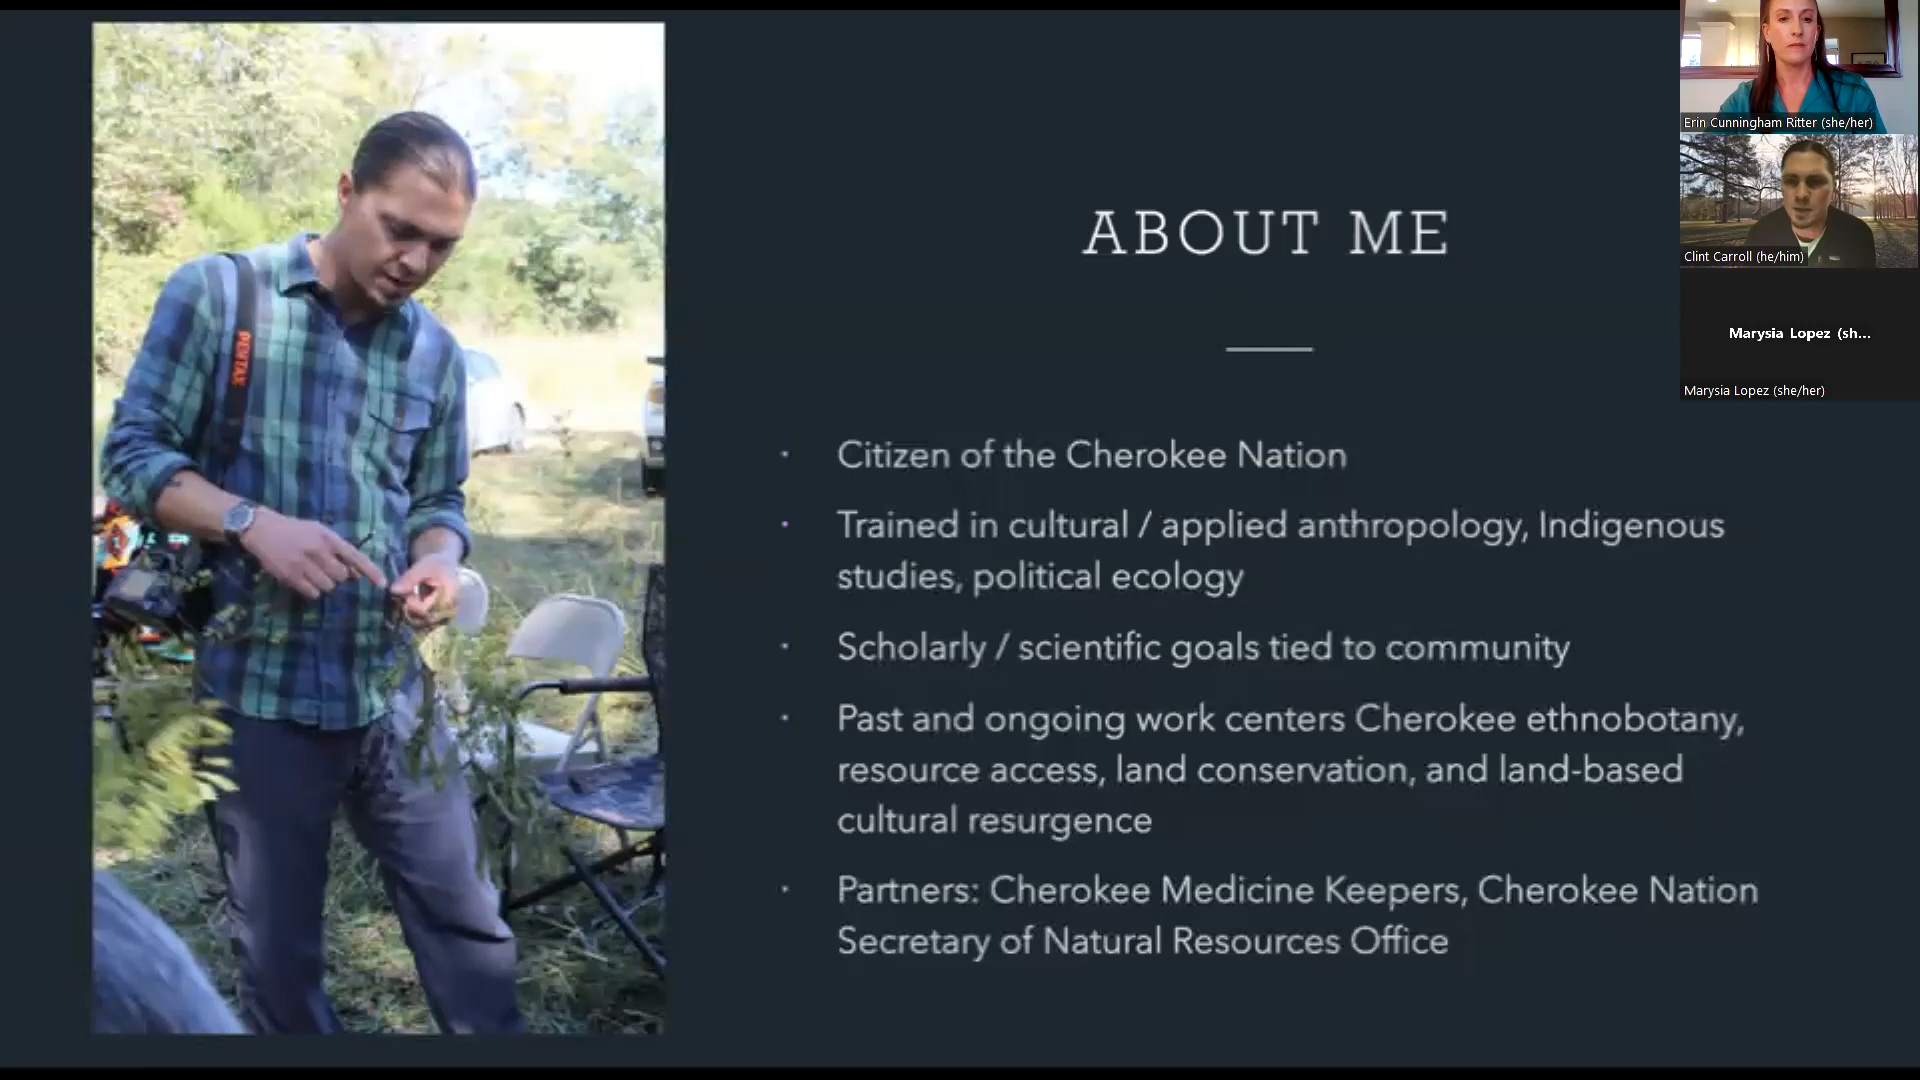 ABOUT ME
Citizen of the Cherokee Nation
Trained in cultural / applied anthropology, Indigenous
studies, political ecology
Scholarly / scientific goals tied to community
Past and ongoing work centers Cherokee ethnobotany,
resource access, land conservation, and land-based
cultural resurgence
Partners: Cherokee Medicine Keepers, Cherokee Nation
Secretary of Natural Resources Office
PENTAX
Erin Cunningham Ritter (she/her)
Clint Carroll (he/him)
Marysia Lopez (sh...
Marysia Lopez (she/her)